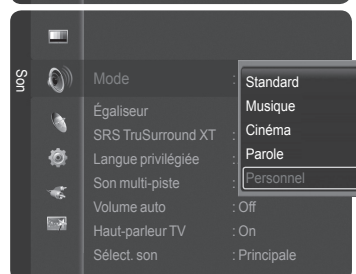 Son
Mode :
Standard
Musique
Cinéma
Parole
Personnel
Égaliseur
SRS TruSurround XT :
Langue privilégiée :
Son multi-piste :
Volume auto : Off
Haut-parleur TV : On
Sélect. son : Principale